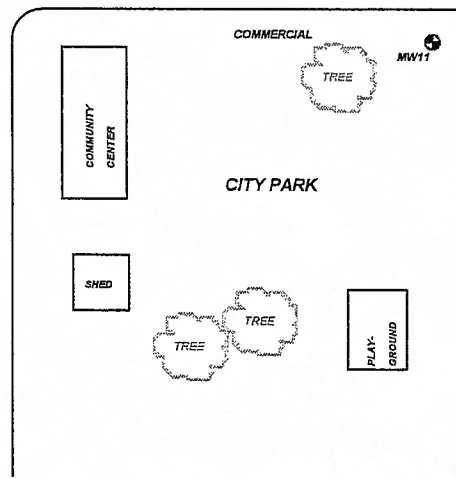 COMMERCIAL
MW11
TREE
COMMUNITY
CENTER
CITY PARK
SHED
TREE
TREE
PLAY-
GROUND